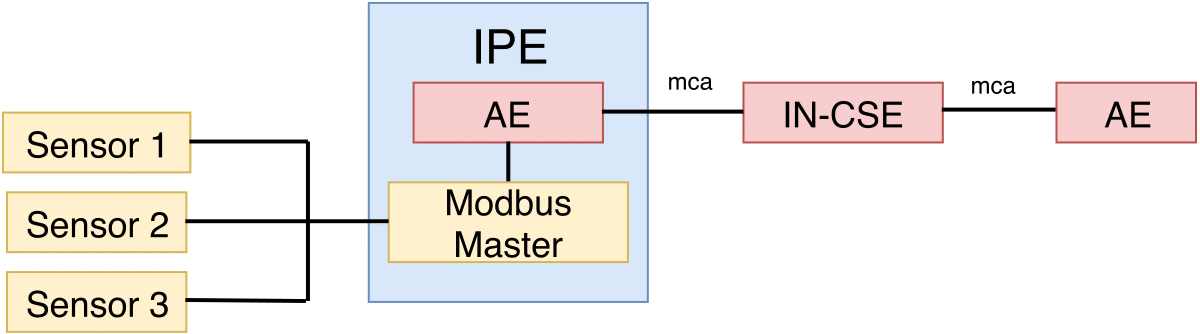 IPE
mca
mca
AE
IN-CSE
AE
Sensor 1
Sensor 2
Modbus
Master
Sensor 3